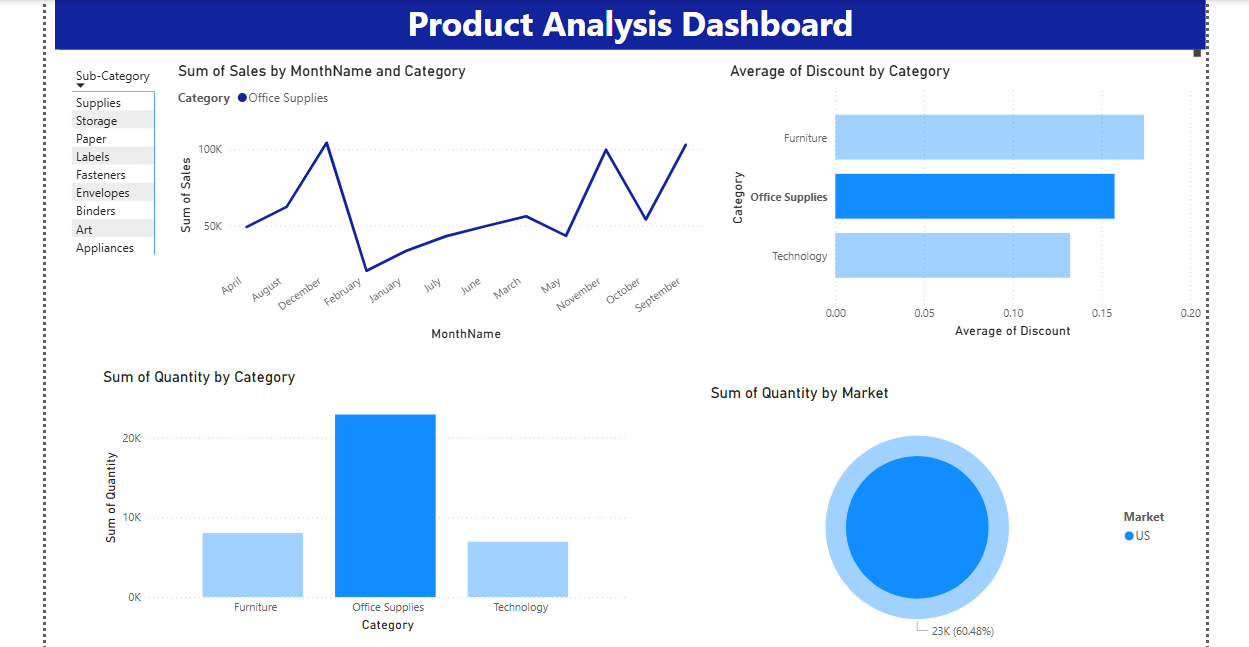 Product Analysis Dashboard
Sub-Category
Supplies
Storage
Paper
Labels
Fasteners
Envelopes
Binders
Art
Appliances
Sum of Sales by MonthName and Category
Category Office Supplies
Sum of Sales
100K
50K
April
August
December
February
January
July
June
March
May
November
October
September
MonthName
Average of Discount by Category
Category
Furniture
Office Supplies
Technology
0.00
0.05
0.10
0.15
0.20
Average of Discount
Sum of Quantity by Category
Sum of Quantity
20K
10K
0K
Furniture
Office Supplies
Technology
Category
Sum of Quantity by Market
Market
US
23K (60.48%)